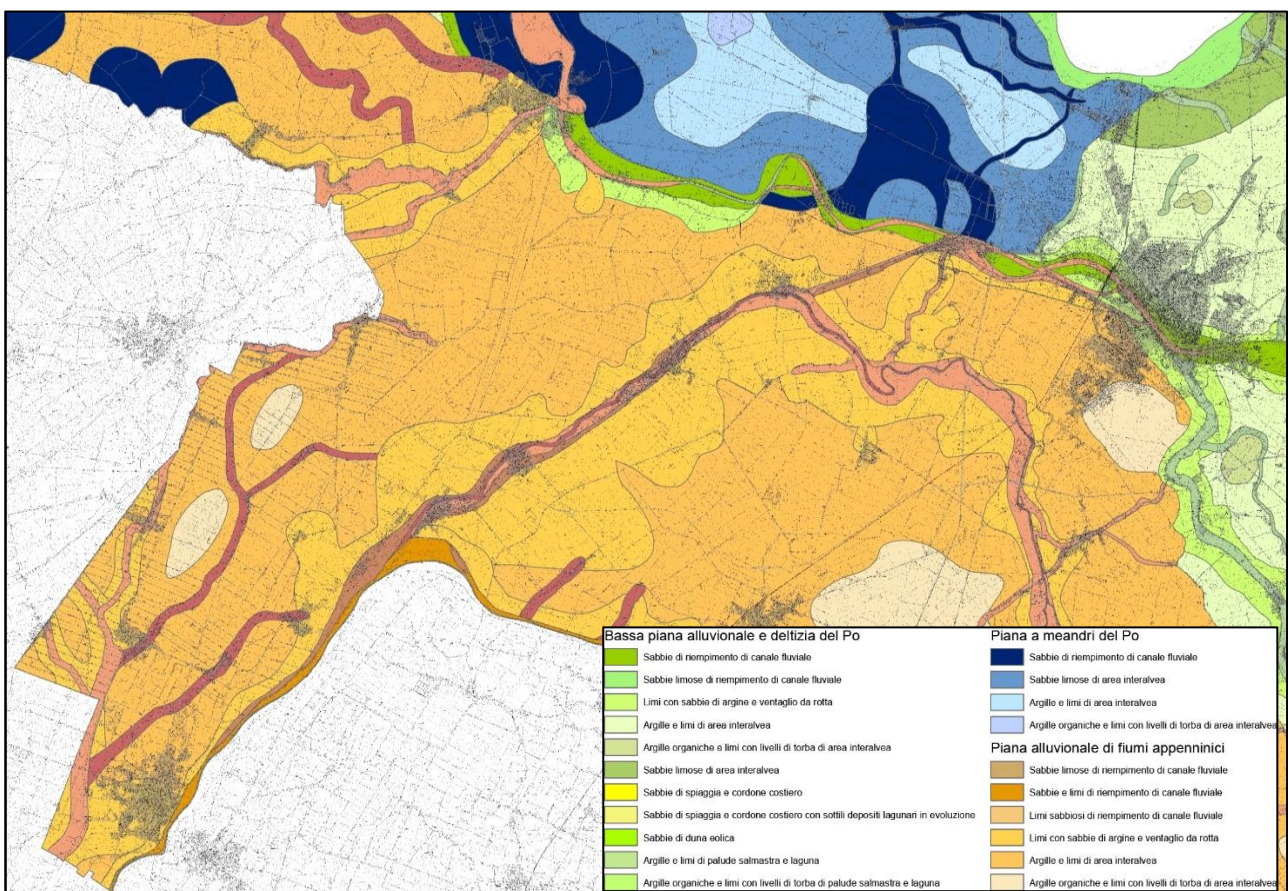 Bassa piana alluvionale e deltizia del Po
Sabbie di riempimento di canale fluviale
Sabbie limose di riempimento di canale fluviale
Limi con sabbie di argine e ventaglio da rotta
Argille e limi di area interalvea
Argille organiche e limi con livelli di torba di area interalvea
Sabbie limose di area interalvea
Sabbie di spiaggia e cordone costiero
Sabbie di spiaggia e cordone costiero con sottili depositi lagunari in evoluzione
Sabbie di duna eolica
Argille e limi di palude salmastra e laguna
Argille organiche e limi con livelli di torba di palude salmastra e laguna
Piana a meandri del Po
Sabbie di riempimento di canale fluviale
Sabbie limose di area interalvea
Argille e limi di area interalvea
Argille organiche e limi con livelli di torba di area interalvea
Piana alluvionale di fiumi appenninici
Sabbie limose di riempimento di canale fluviale
Sabbie e limi di riempimento di canale fluviale
Limi sabbiosi di riempimento di canale fluviale
Limi con sabbie di argine e ventaglio da rotta
Argille e limi di area interalvea
Argille organiche e limi con livelli di torba di area interalvea